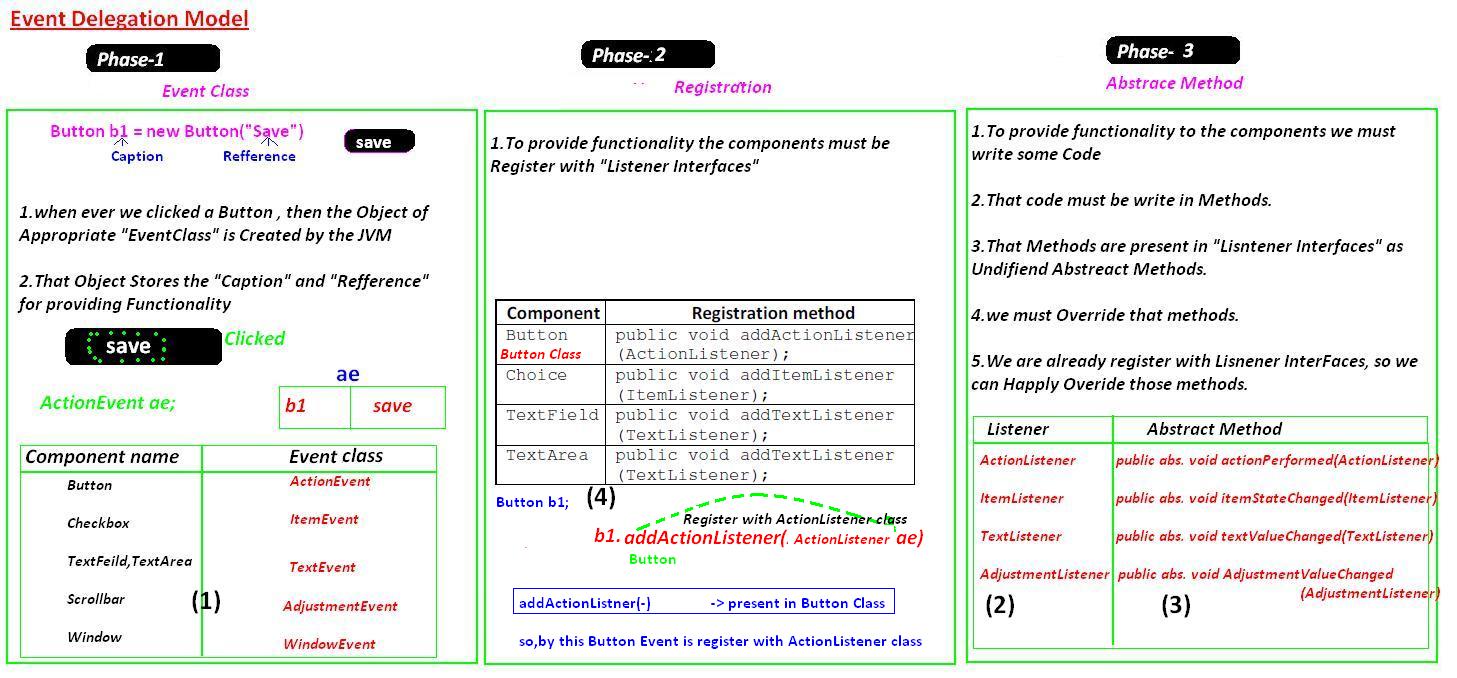 Event Delegation Model
Phase-1
Event Class
Button b1 = new Button("Save")
Caption Refference
save
1.when ever we clicked a Button , then the Object of
Appropriate "EventClass" is Created by the JVM
2.That Object Stores the "Caption" and "Refference"
for providing Functionality
save Clicked
ae
ActionEvent ae;
b1 save
Component name Event class
Button ActionEvent
Checkbox ItemEvent
TextFeild,TextArea TextEvent
Scrollbar (1) AdjustmentEvent
Window WindowEvent
Phase-.2
Registration
1.To provide functionality the components must be
Register with "Listener Interfaces"
Component Registration method
Button public void addActionListener
Button Class (ActionListener);
Choice public void addItemListener
(ItemListener);
TextField public void addTextListener
(TextListener);
TextArea public void addTextListener
(TextListener);
Button b1; (4)
Register with ActionListener class
b1. addActionListener(. ActionListener ae)
Button
addActionListner(-) -> present in Button Class
so,by this Button Event is register with ActionListener class
Phase- 3
Abstrace Method
1.To provide functionality to the components we must
write some Code
2.That code must be write in Methods.
3.That Methods are present in "Lisntener Interfaces" as
Undifiend Abstreact Methods.
4.we must Override that methods.
5.We are already register with Lisnener InterFaces, so we
can Happly Overide those methods.
Listener Abstract Method
ActionListener public abs. void actionPerformed(ActionListener)
ItemListener public abs. void itemStateChanged(ItemListener)
TextListener public abs. void textValueChanged(TextListener)
AdjustmentListener public abs. void AdjustmentValueChanged
(AdjustmentListener)
(2) (3)